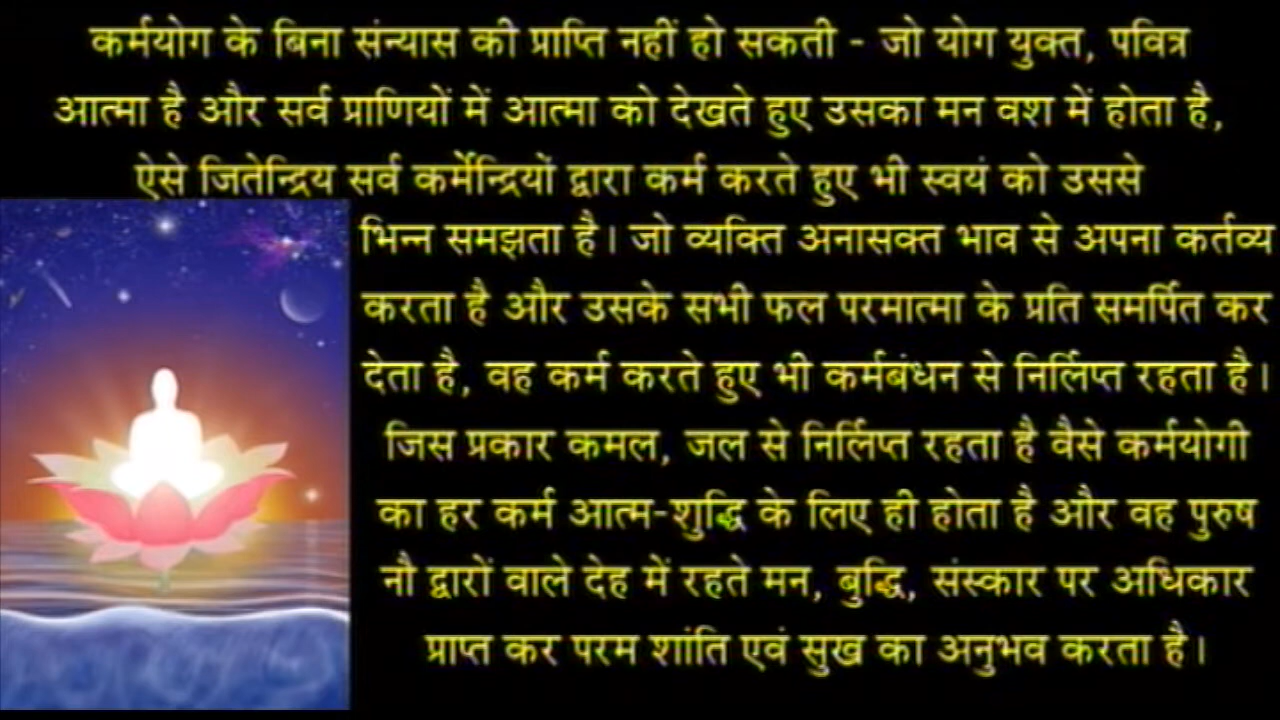 कर्मयोग के बिना संन्यास की प्राप्ति नहीं हो सकती - जो योग युक्त, पवित्र
आत्मा है और सर्व प्राणियों में आत्मा को देखते हुए उसका मन वश में होता है,
ऐसे जितेन्द्रिय सर्व कर्मेन्द्रियों द्वारा कर्म करते हुए भी स्वयं को उससे
भिन्न समझता है। जो व्यक्ति अनासक्त भाव से अपना कर्तव्य
करता है और उसके सभी फल परमात्मा के प्रति समर्पित कर
देता है, वह कर्म करते हुए भी कर्मबंधन से निर्लिप्त रहता है।
जिस प्रकार कमल, जल से निर्लिप्त रहता है वैसे कर्मयोगी
का हर कर्म आत्म-शुद्धि के लिए ही होता है और वह पुरुष
नौ द्वारों वाले देह में रहते मन, बुद्धि, संस्कार पर अधिकार
प्राप्त कर परम शांति एवं सुख का अनुभव करता है।